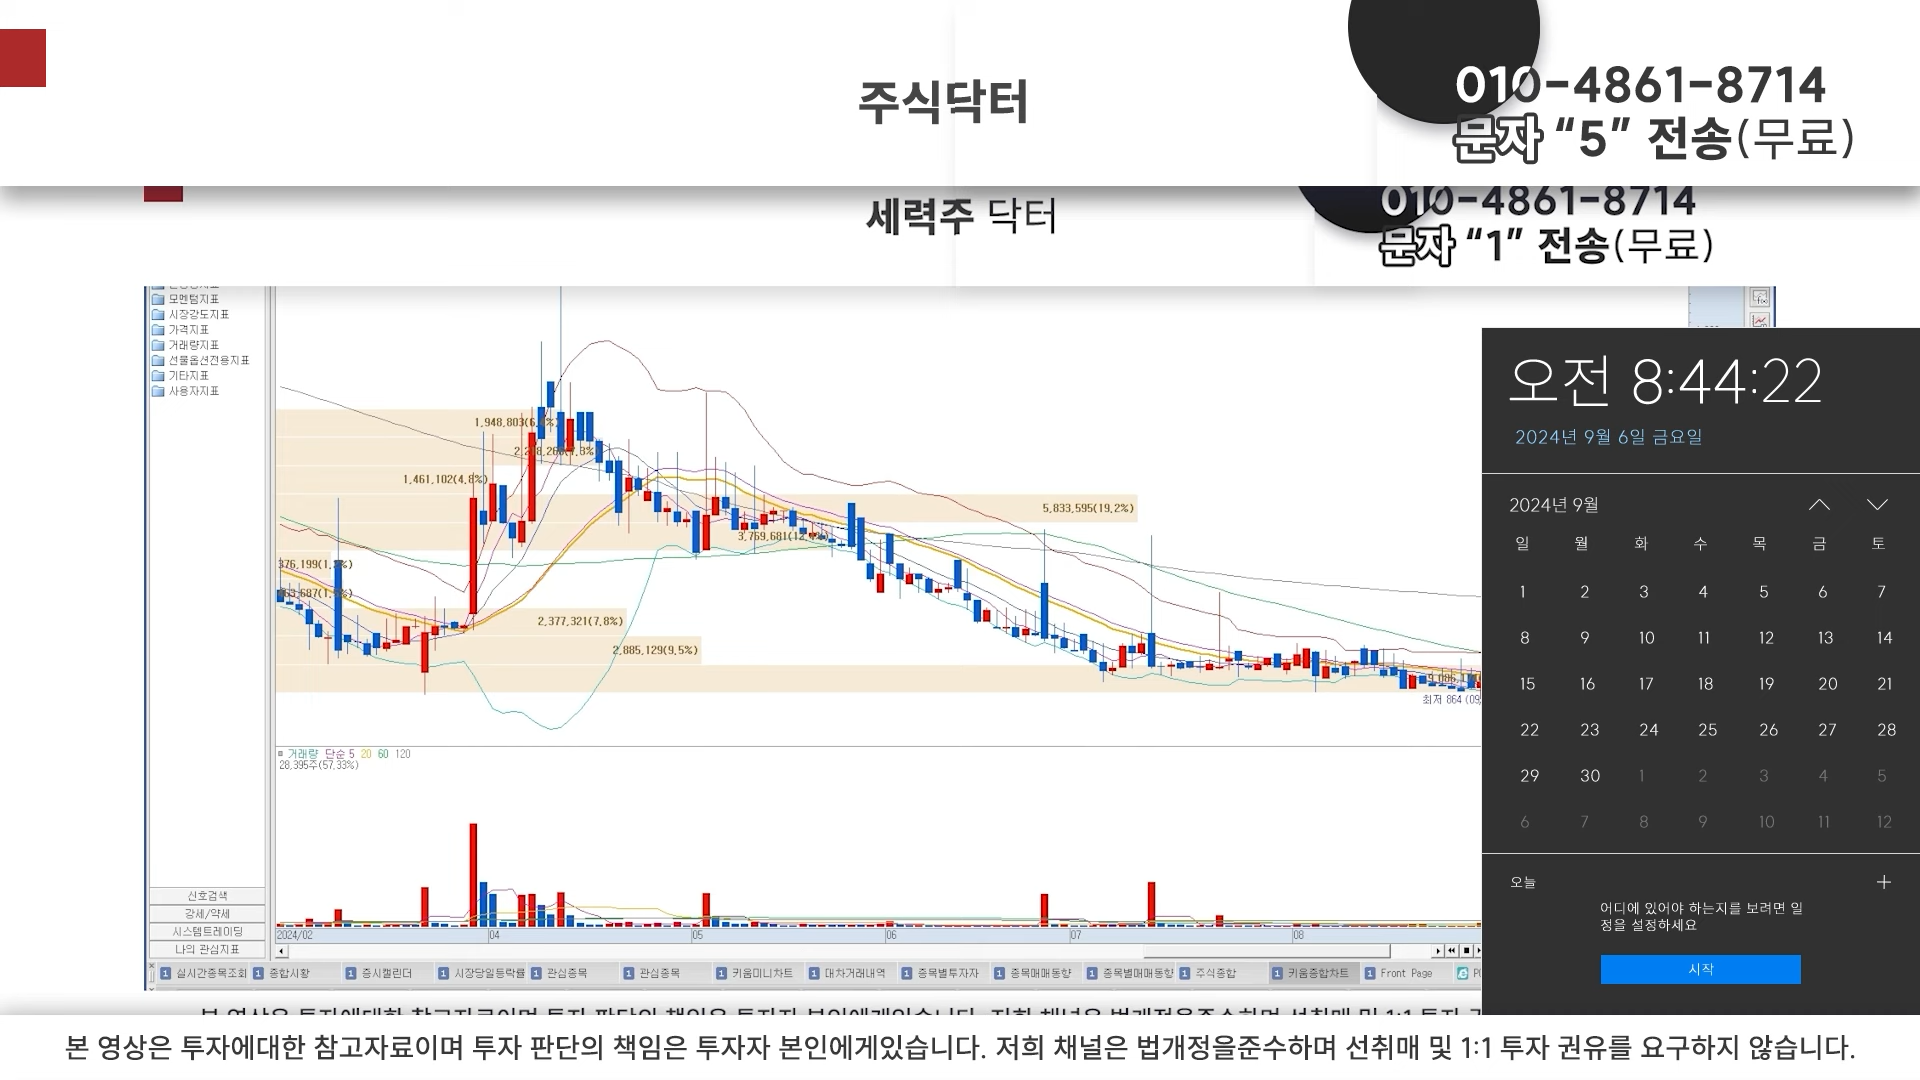 주식닥터
010-4861-8714
문자 “5” 전송(무료)
세력주 닥터
010-4861-8714
문자 “1” 전송(무료)
모멘텀지표
시장강도지표
가격지표
거래량지표
선물옵션전용지표
기타지표
사용자지표
신호검색
강세/약세
시스템트레이딩
나의 관심지표
1,948,803(6.
1,461,102(4.8%)
5,833,595(19.2%)
3,769,681(12.
376,199(1.
2,377,321(7.8%)
2,885,129(9.5%)
최저 864 (09
거래량 단순 5 20 60 120
28,395주(57.33%)
2024/02 04 05 06 07 08
실시간종목조회 종합시황 증시캘린더 시장당일등락률 관심종목 관심종목 키움미니차트 대차거래내역 종목별투자자 종목매매동향 종목별매매동향 주식종합 키움종합차트 Front Page
오전 8:44:22
2024년 9월 6일 금요일
2024년 9월
일 월 화 수 목 금 토
1 2 3 4 5 6 7
8 9 10 11 12 13 14
15 16 17 18 19 20 21
22 23 24 25 26 27 28
29 30 1 2 3 4 5
6 7 8 9 10 11 12
오늘
어디에 있어야 하는지를 보려면 일
정을 설정하세요
시작
본 영상은 투자에대한 참고자료이며 투자 판단의 책임은 투자자 본인에게있습니다. 저희 채널은 법개정을준수하며 선취매 및 1:1 투자 권유를 요구하지 않습니다.